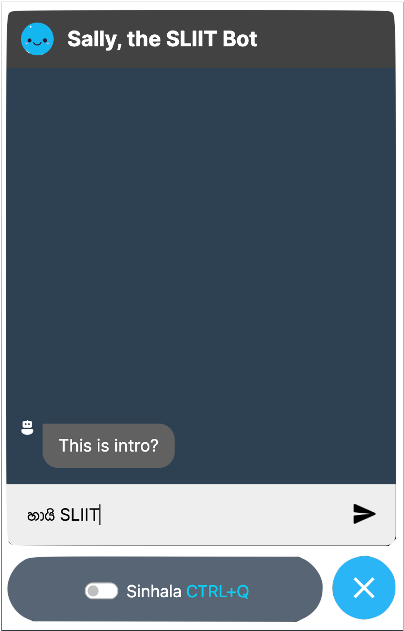 Sally, the SLIIT Bot
This is intro?
හායි SLIIT
Sinhala CTRL+Q